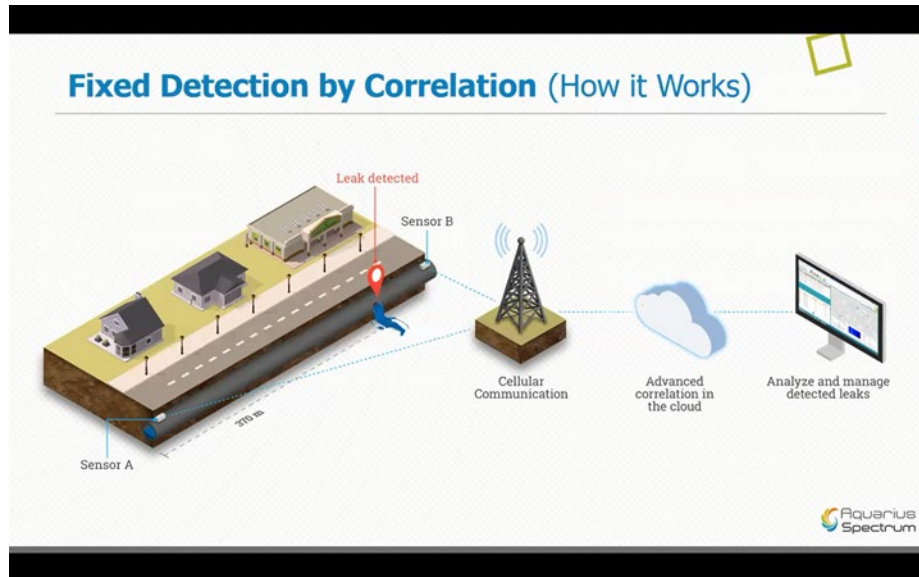 Fixed Detection by Correlation (How it Works)
Leak detected
Sensor B
370 m
Sensor A
Cellular
Communication
Advanced
correlation in
the cloud
Analyze and manage
detected leaks
Aquarius
Spectrum